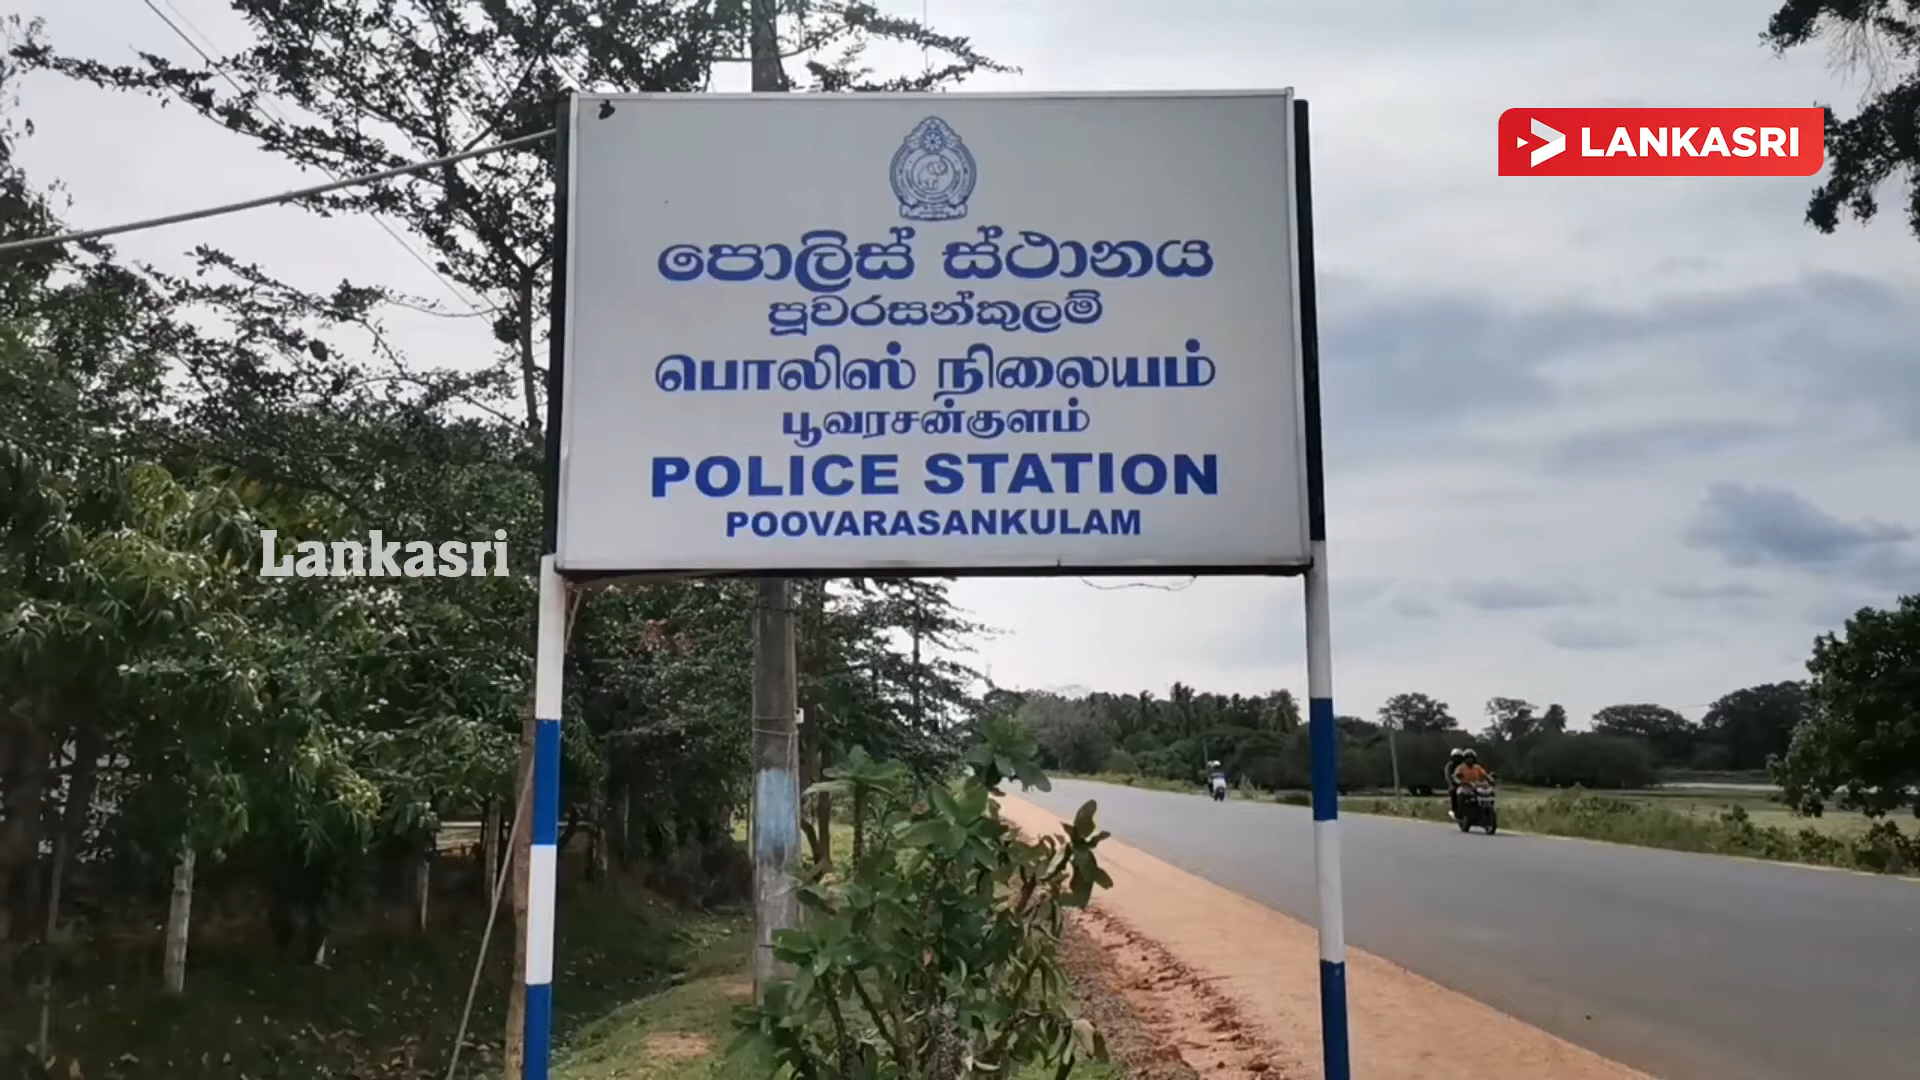 පොලිස් ස්ථානය
පූවරසන්කුලම්
பொலிஸ் நிலையம்
பூவரசன்குளம்
POLICE STATION
POOVARASANKULAM
LANKASRI
Lankasri